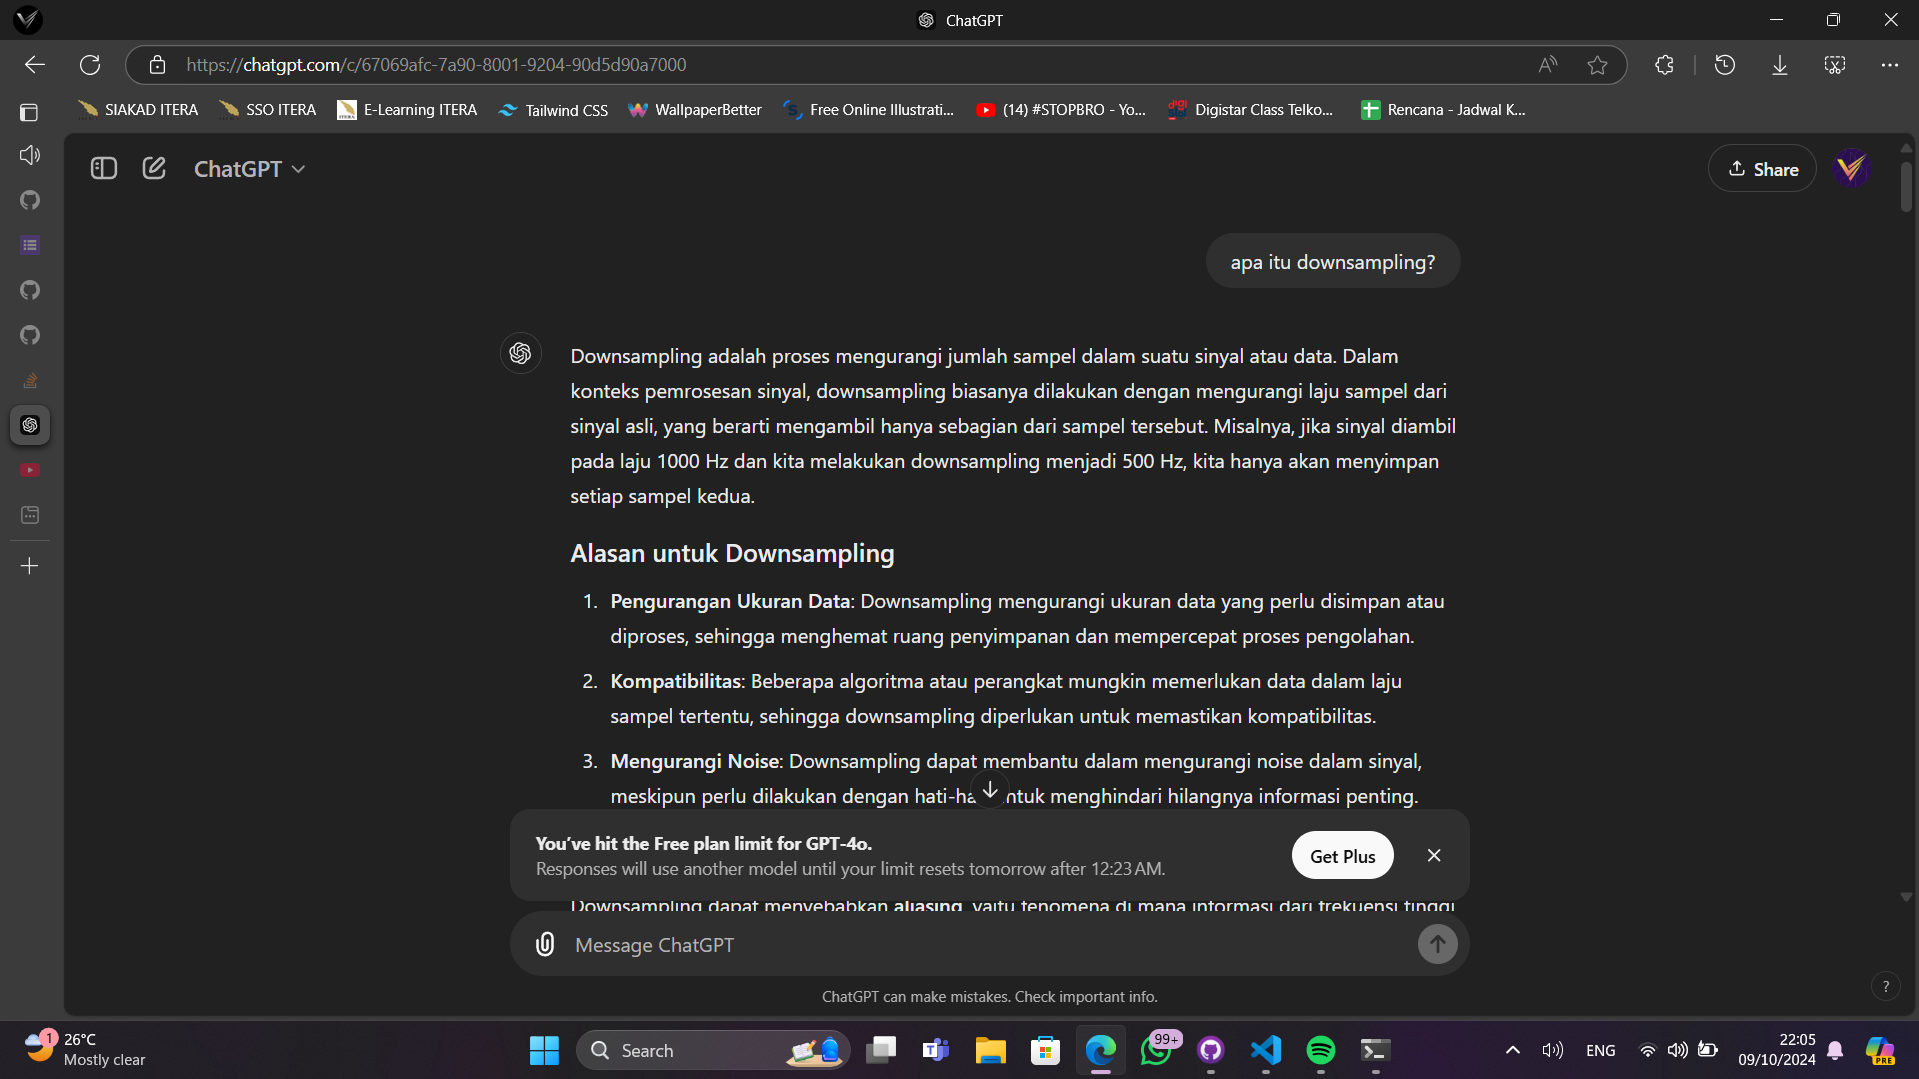 ChatGPT
https://chatgpt.com/c/67069afc-7a90-8001-9204-90d5d90a7000
SIAKAD ITERA
SSO ITERA
E-Learning ITERA
Tailwind CSS
WallpaperBetter
Free Online Illustrati...
(14) #STOPBRO - Yo...
Digistar Class Telko...
Rencana - Jadwal K...
ChatGPT
Share
apa itu downsampling?
Downsampling adalah proses mengurangi jumlah sampel dalam suatu sinyal atau data. Dalam
konteks pemrosesan sinyal, downsampling biasanya dilakukan dengan mengurangi laju sampel dari
sinyal asli, yang berarti mengambil hanya sebagian dari sampel tersebut. Misalnya, jika sinyal diambil
pada laju 1000 Hz dan kita melakukan downsampling menjadi 500 Hz, kita hanya akan menyimpan
setiap sampel kedua.
Alasan untuk Downsampling
1. Pengurangan Ukuran Data: Downsampling mengurangi ukuran data yang perlu disimpan atau
diproses, sehingga menghemat ruang penyimpanan dan mempercepat proses pengolahan.
2. Kompatibilitas: Beberapa algoritma atau perangkat mungkin memerlukan data dalam laju
sampel tertentu, sehingga downsampling diperlukan untuk memastikan kompatibilitas.
3. Mengurangi Noise: Downsampling dapat membantu dalam mengurangi noise dalam sinyal,
meskipun perlu dilakukan dengan hati-ha ntuk menghindari hilangnya informasi penting.
You've hit the Free plan limit for GPT-4o.
Responses will use another model until your limit resets tomorrow after 12:23 AM.
Get Plus
Downsampling dapat menyebabkan aliasing, yaitu fenomena di mana informasi dari frekuensi tinggi
Message ChatGPT
ChatGPT can make mistakes. Check important info.
?
1
26°C
Mostly clear
Search
99+
ENG
22:05
09/10/2024
PRE